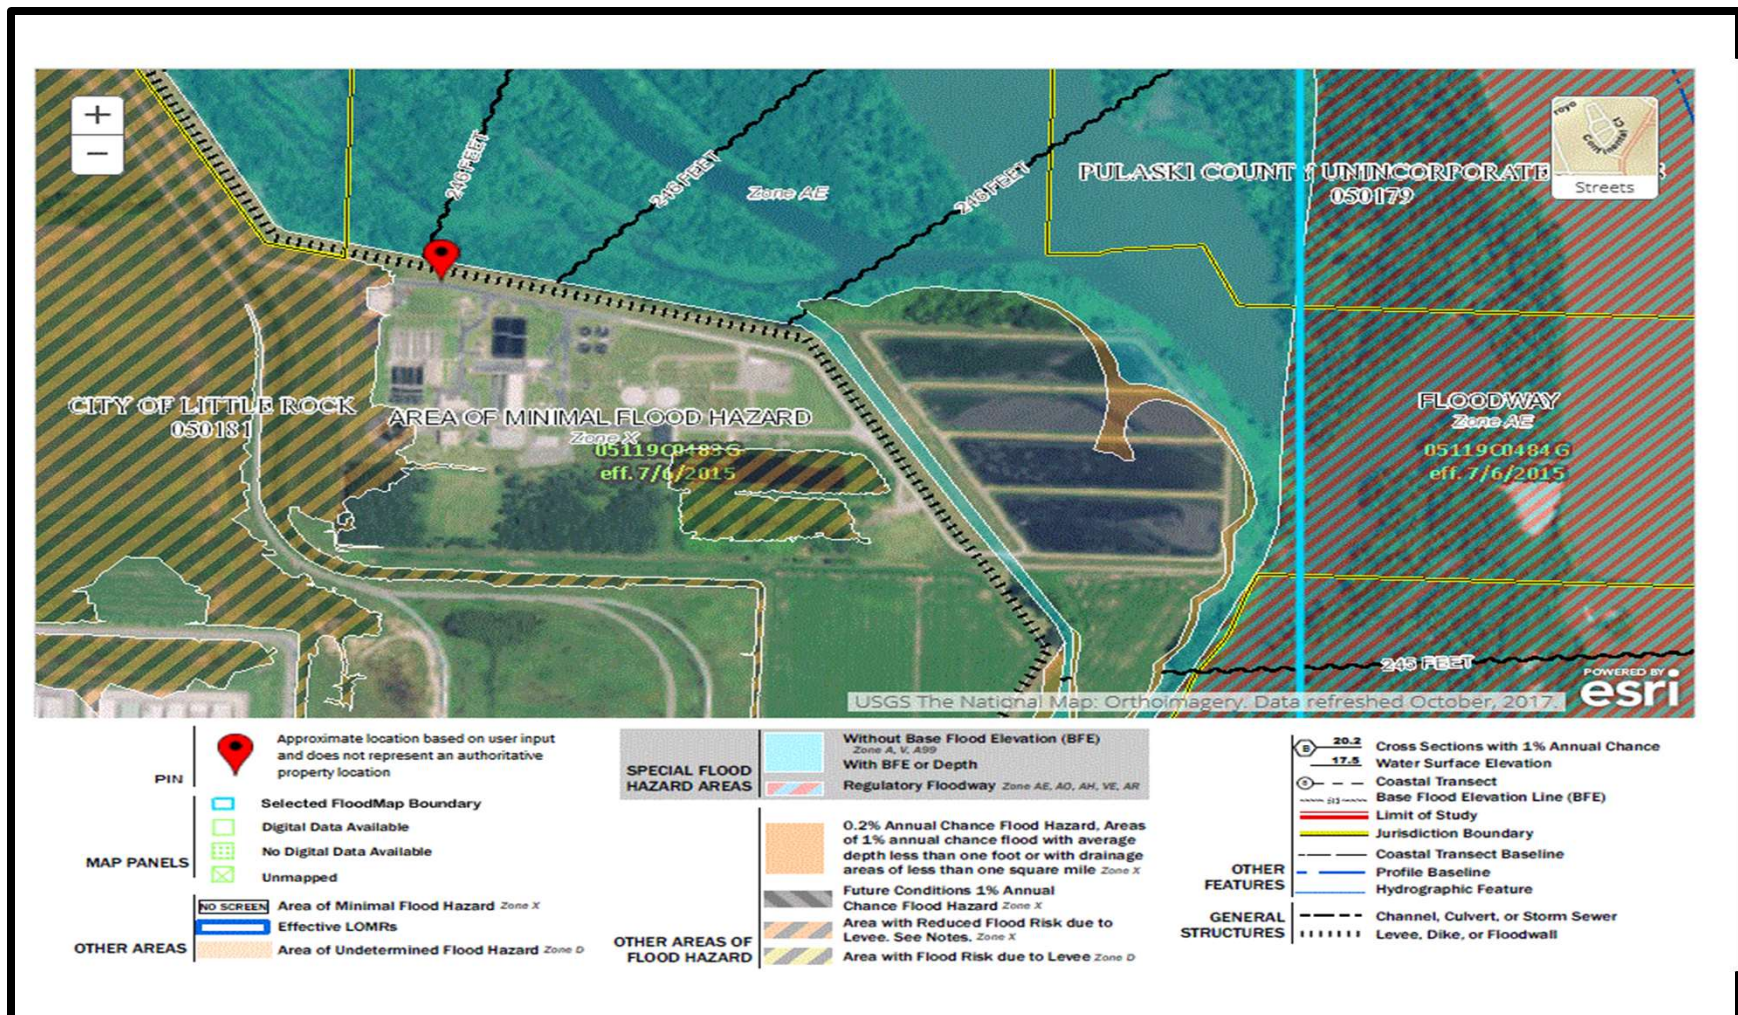 +
−
246 FEET
246 FEET
246 FEET
Zone AE
PULASKI COUNTY UNINCORPORATE
050179
royo
Continental
Ct
Streets
CITY OF LITTLE ROCK
050181
AREA OF MINIMAL FLOOD HAZARD
Zone X
05119C0483G
eff. 7/6/2015
FLOODWAY
Zone AE
05119C0484G
eff. 7/6/2015
245 FEET
POWERED BY
esri
USGS The National Map: Orthoimagery. Data refreshed October, 2017.
PIN
Approximate location based on user input
and does not represent an authoritative
property location
MAP PANELS
Selected FloodMap Boundary
Digital Data Available
No Digital Data Available
Unmapped
OTHER AREAS
NO SCREEN Area of Minimal Flood Hazard Zone X
Effective LOMRs
Area of Undetermined Flood Hazard Zone D
SPECIAL FLOOD
HAZARD AREAS
Without Base Flood Elevation (BFE)
Zone A, V, A99
With BFE or Depth
Regulatory Floodway Zone AE, AO, AH, VE, AR
OTHER AREAS OF
FLOOD HAZARD
0.2% Annual Chance Flood Hazard, Areas
of 1% annual chance flood with average
depth less than one foot or with drainage
areas of less than one square mile Zone X
Future Conditions 1% Annual
Chance Flood Hazard Zone X
Area with Reduced Flood Risk due to
Levee. See Notes. Zone X
Area with Flood Risk due to Levee Zone D
OTHER
FEATURES
B 20.2 Cross Sections with 1% Annual Chance
17.5 Water Surface Elevation
Coastal Transect
Base Flood Elevation Line (BFE)
Limit of Study
Jurisdiction Boundary
Coastal Transect Baseline
Profile Baseline
Hydrographic Feature
GENERAL
STRUCTURES
Channel, Culvert, or Storm Sewer
Levee, Dike, or Floodwall